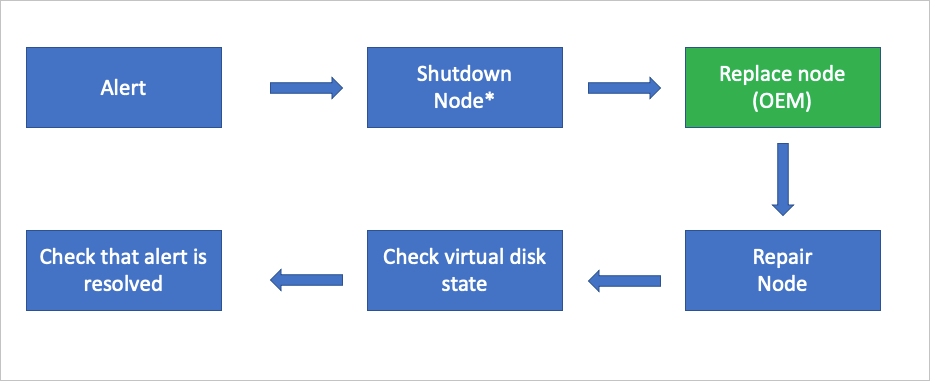 Alert
Shutdown
Node*
Replace node
(OEM)
Repair
Node
Check virtual disk
state
Check that alert is
resolved